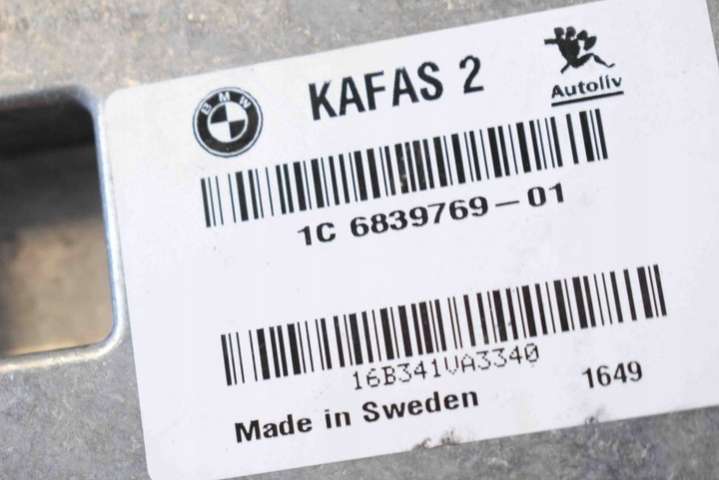 BMW
KAFAS 2
Autoliv
1C 6839769-01
16B341VA3340
1649
Made in Sweden